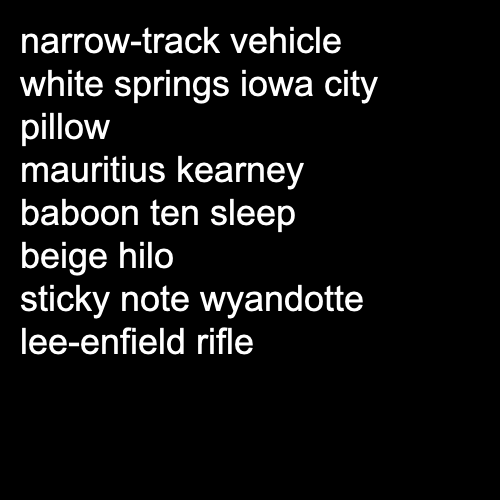 narrow-track vehicle
white springs iowa city
pillow
mauritius kearney
baboon ten sleep
beige hilo
sticky note wyandotte
lee-enfield rifle